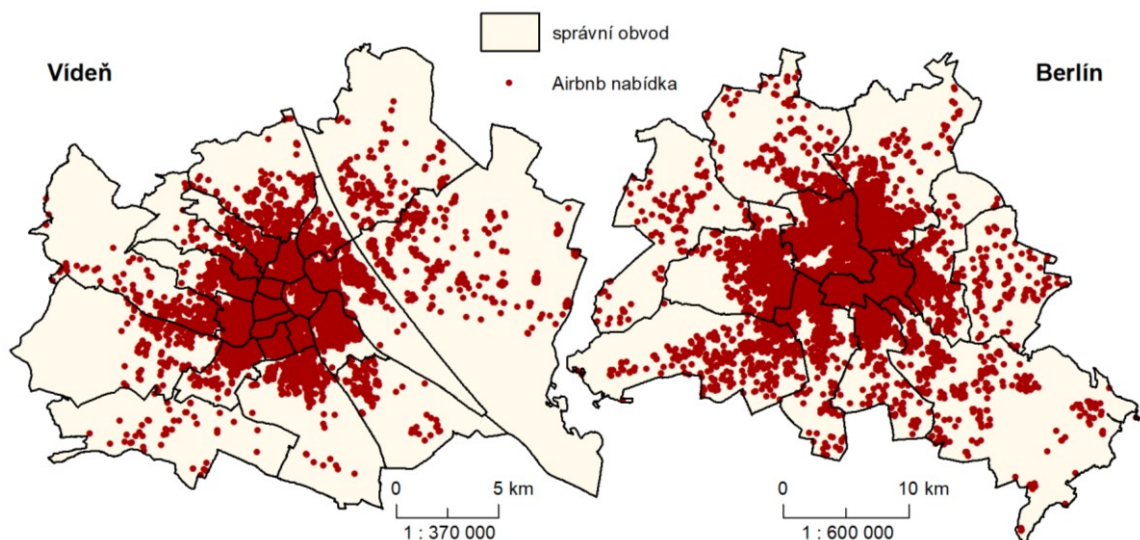 správní obvod
Vídeň
Airbnb nabídka
Berlín
0 5 km
1 : 370 000
0 10 km
1 : 600 000